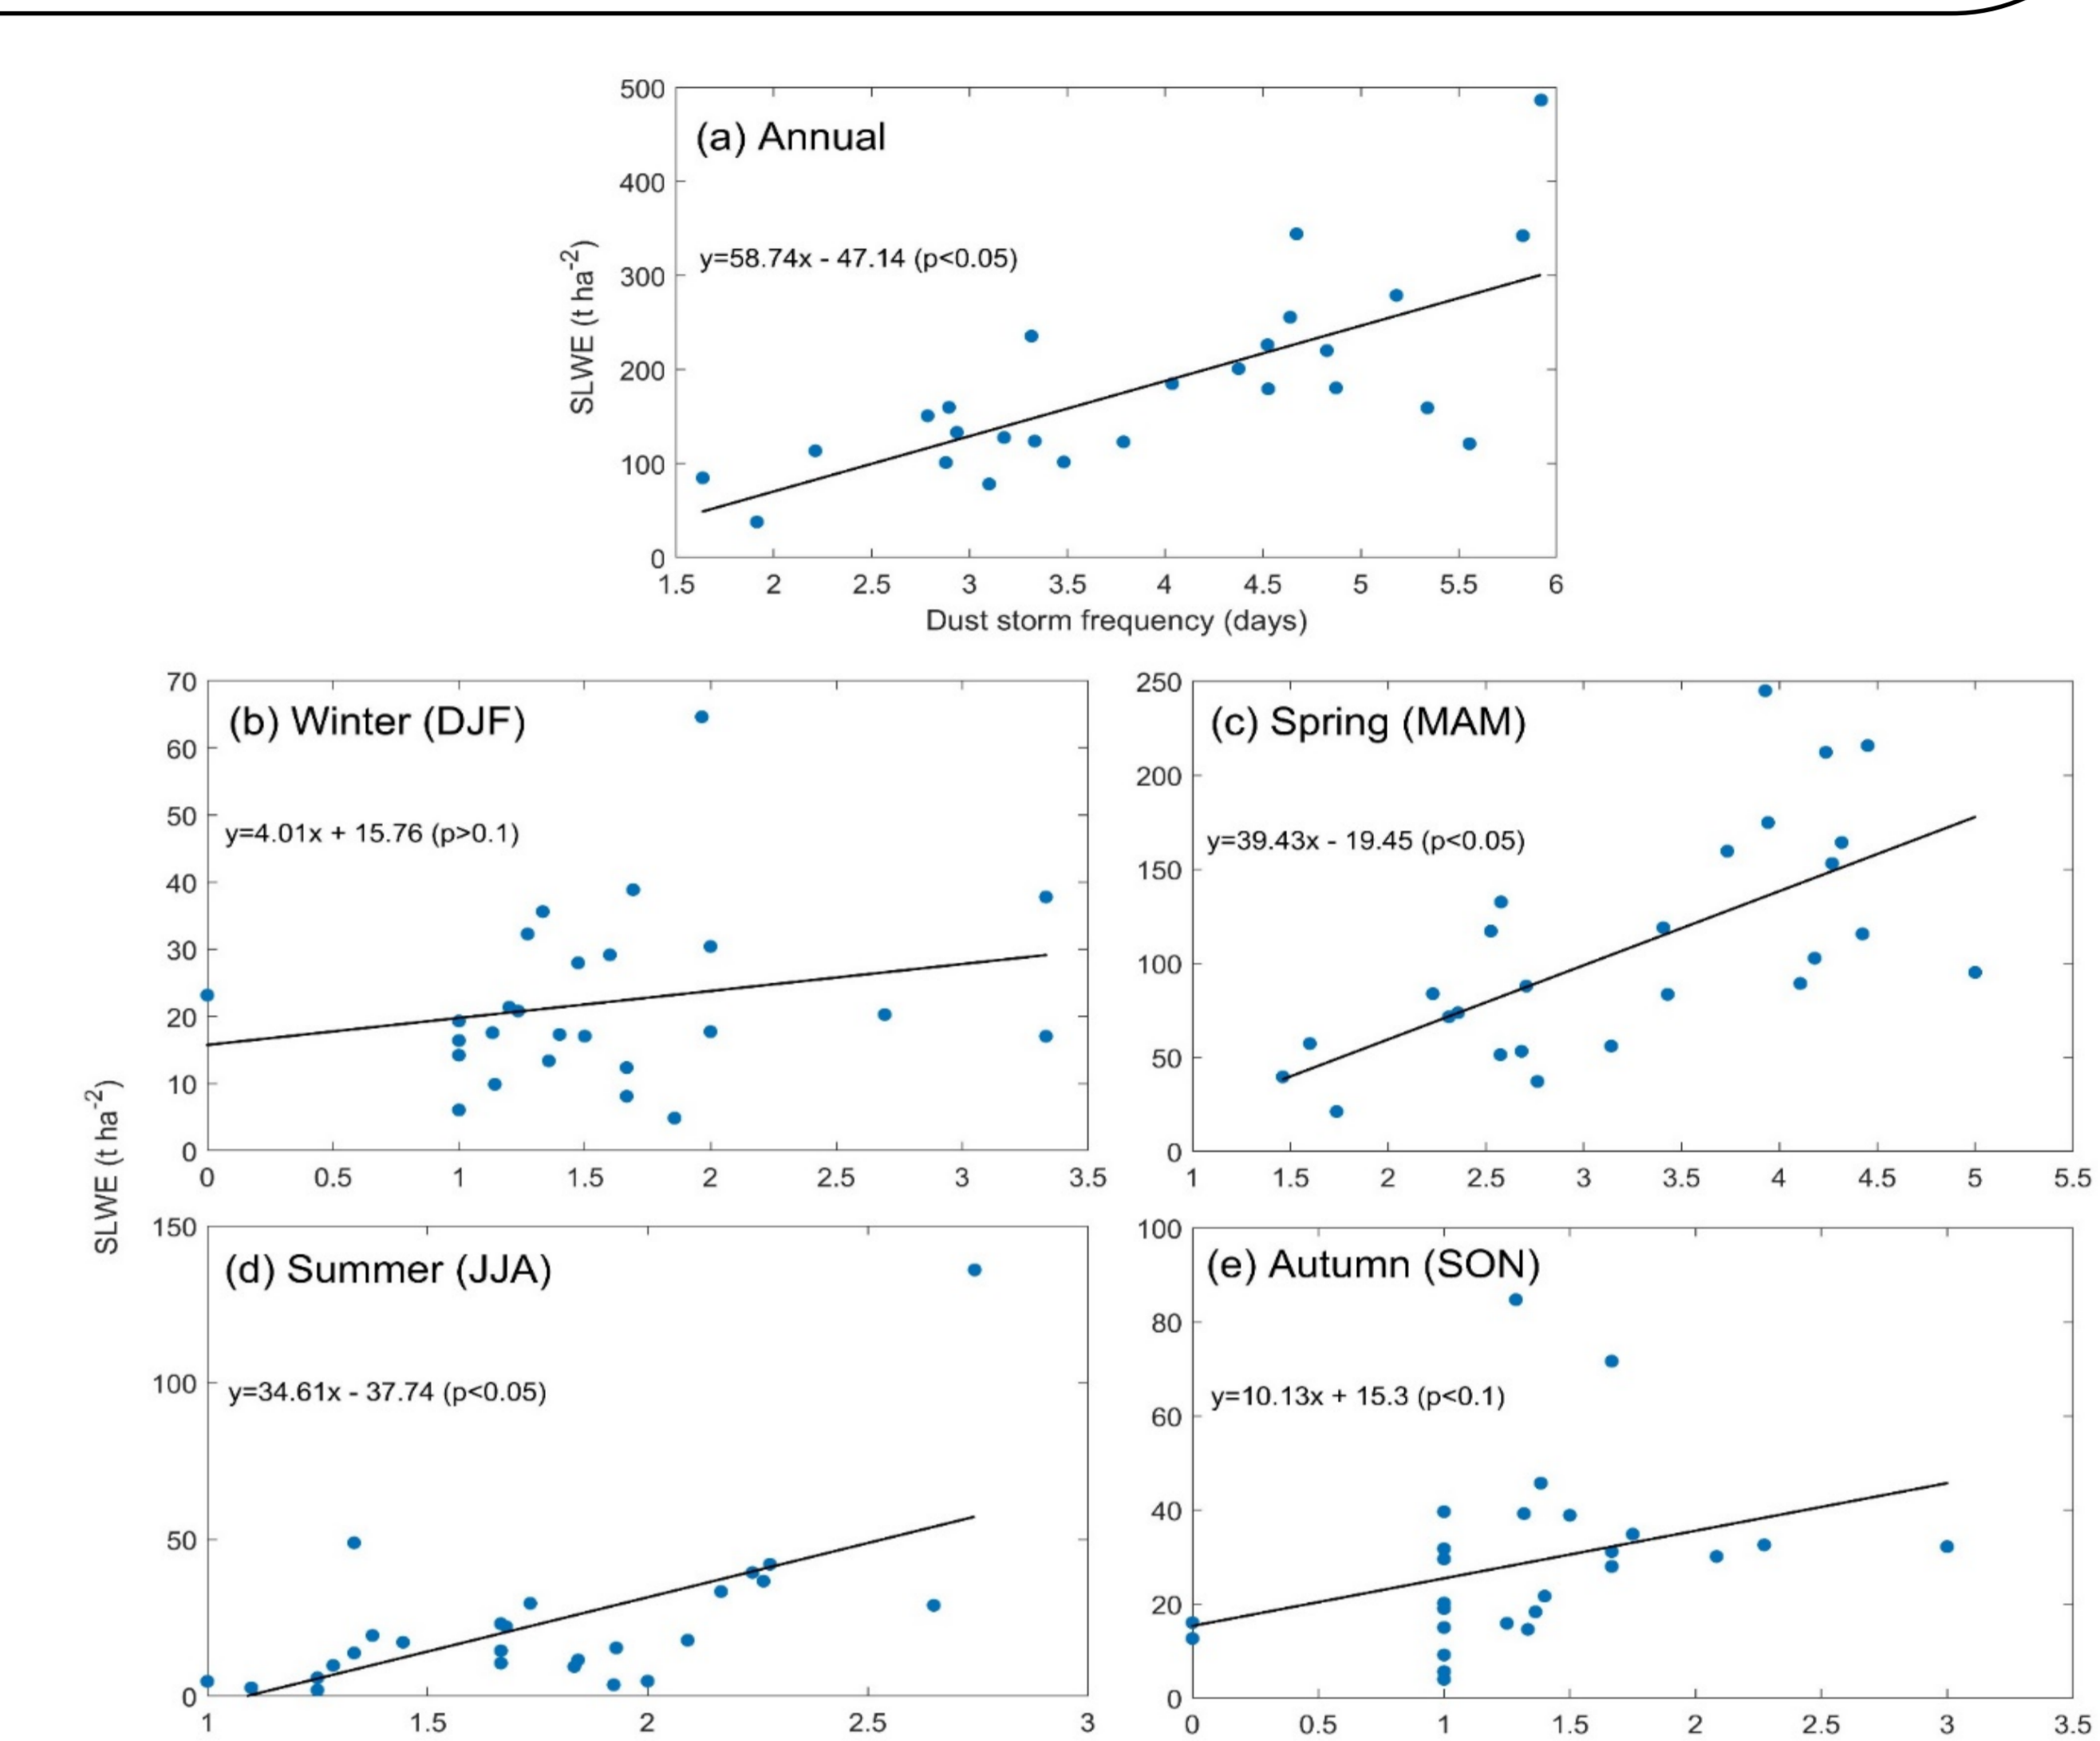 500
(a) Annual
400
y=58.74x - 47.14 (p<0.05)
300
200
100
0
SLWE (t ha-2)
1.5 2 2.5 3 3.5 4 4.5 5 5.5 6
Dust storm frequency (days)
70
(b) Winter (DJF)
60
50
y=4.01x + 15.76 (p>0.1)
40
30
20
10
0
0 0.5 1 1.5 2 2.5 3 3.5
250
(c) Spring (MAM)
200
y=39.43x - 19.45 (p<0.05)
150
100
50
0
1 1.5 2 2.5 3 3.5 4 4.5 5 5.5
SLWE (t ha-2)
150
(d) Summer (JJA)
100
y=34.61x - 37.74 (p<0.05)
50
0
1 1.5 2 2.5 3
100
(e) Autumn (SON)
80
y=10.13x + 15.3 (p<0.1)
60
40
20
0
0 0.5 1 1.5 2 2.5 3 3.5